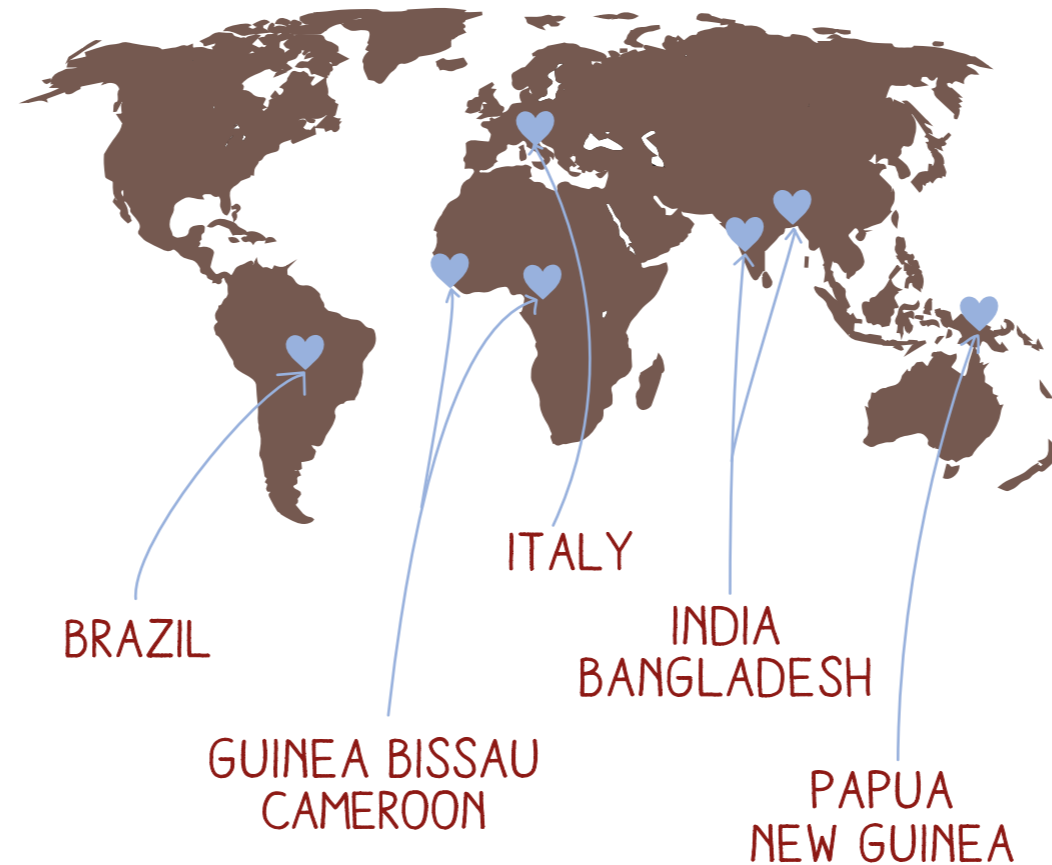 ITALY
BRAZIL
INDIA
BANGLADESH
GUINEA BISSAU
CAMEROON
PAPUA
NEW GUINEA